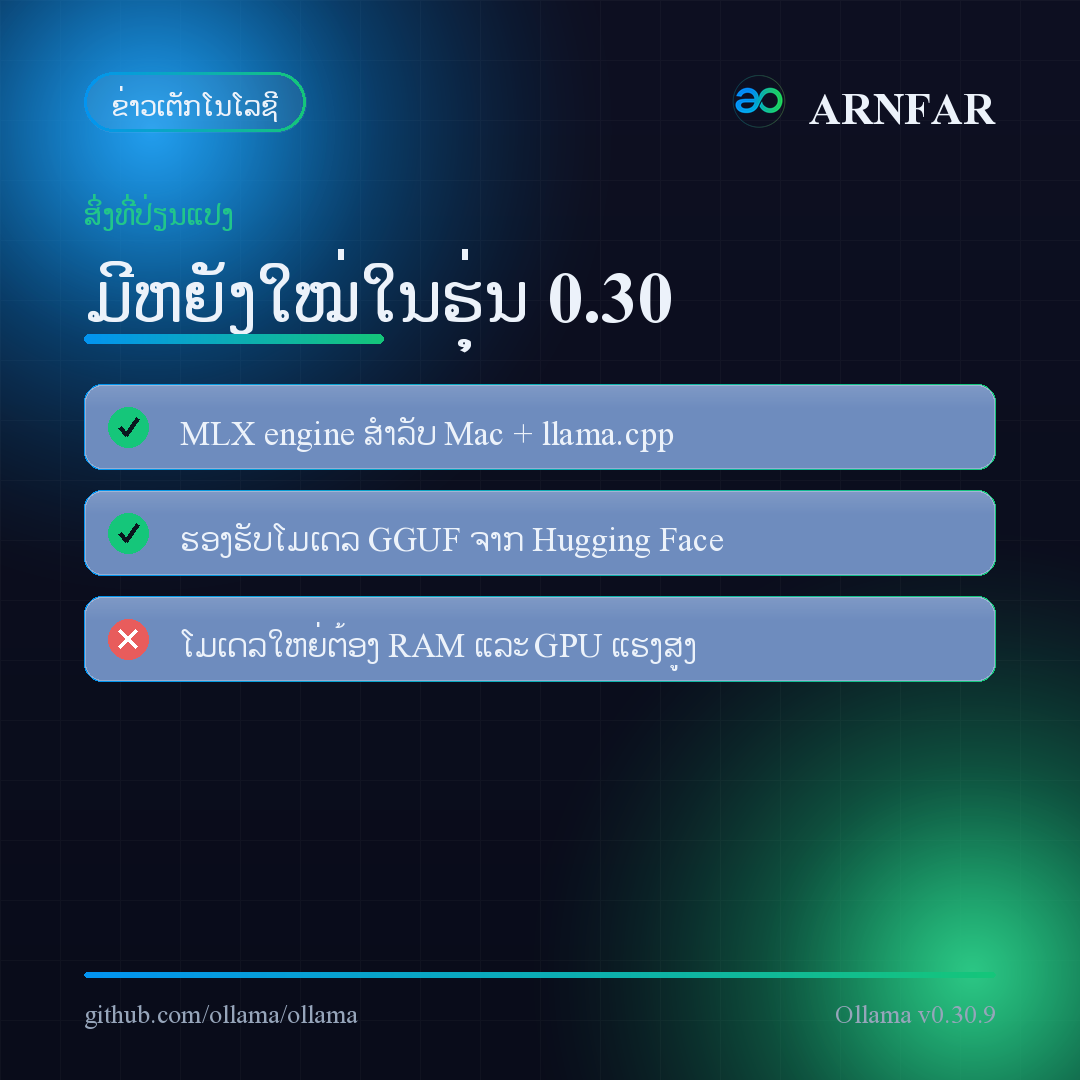 ຂ່າວເຕັກໂນໂລຊີ
ARNFAR
ສິ່ງທີ່ປ່ຽນແປງ
ມີຫຍັງໃໝ່ໃນຮຸ່ນ 0.30
MLX engine ສຳລັບ Mac + llama.cpp
ຮອງຮັບໂມເດລ GGUF ຈາກ Hugging Face
ໂມເດລໃຫຍ່ຕ້ອງ RAM ແລະ GPU ແຮງສູງ
github.com/ollama/ollama
Ollama v0.30.9